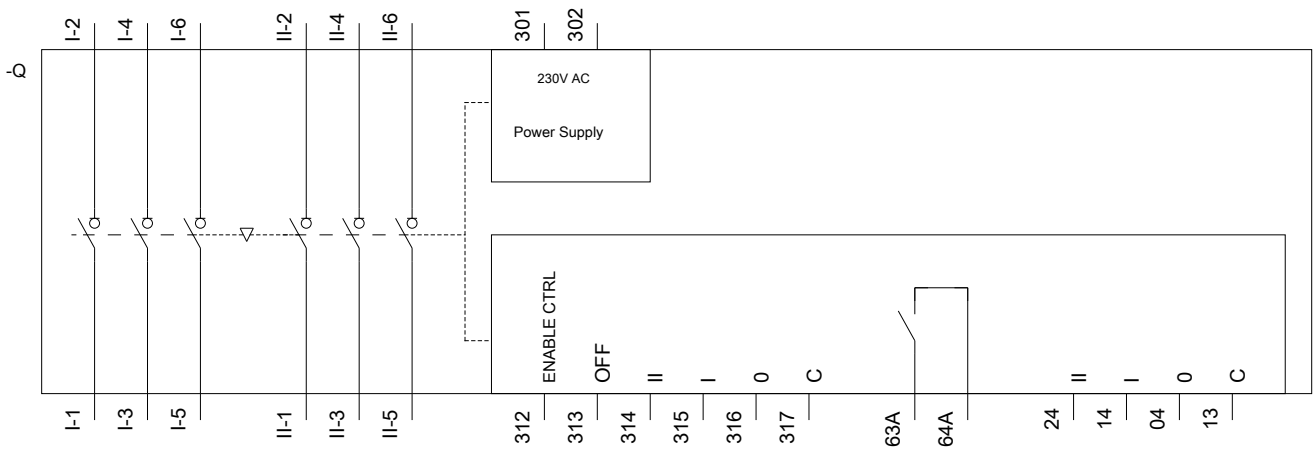 I-2
I-4
I-6
II-2
II-4
II-6
301
302
-Q
230V AC
Power Supply
ENABLE CTRL
OFF
II
I
0
C
II
I
0
C
I-1
I-3
I-5
II-1
II-3
II-5
312
313
314
315
316
317
63A
64A
24
14
04
13